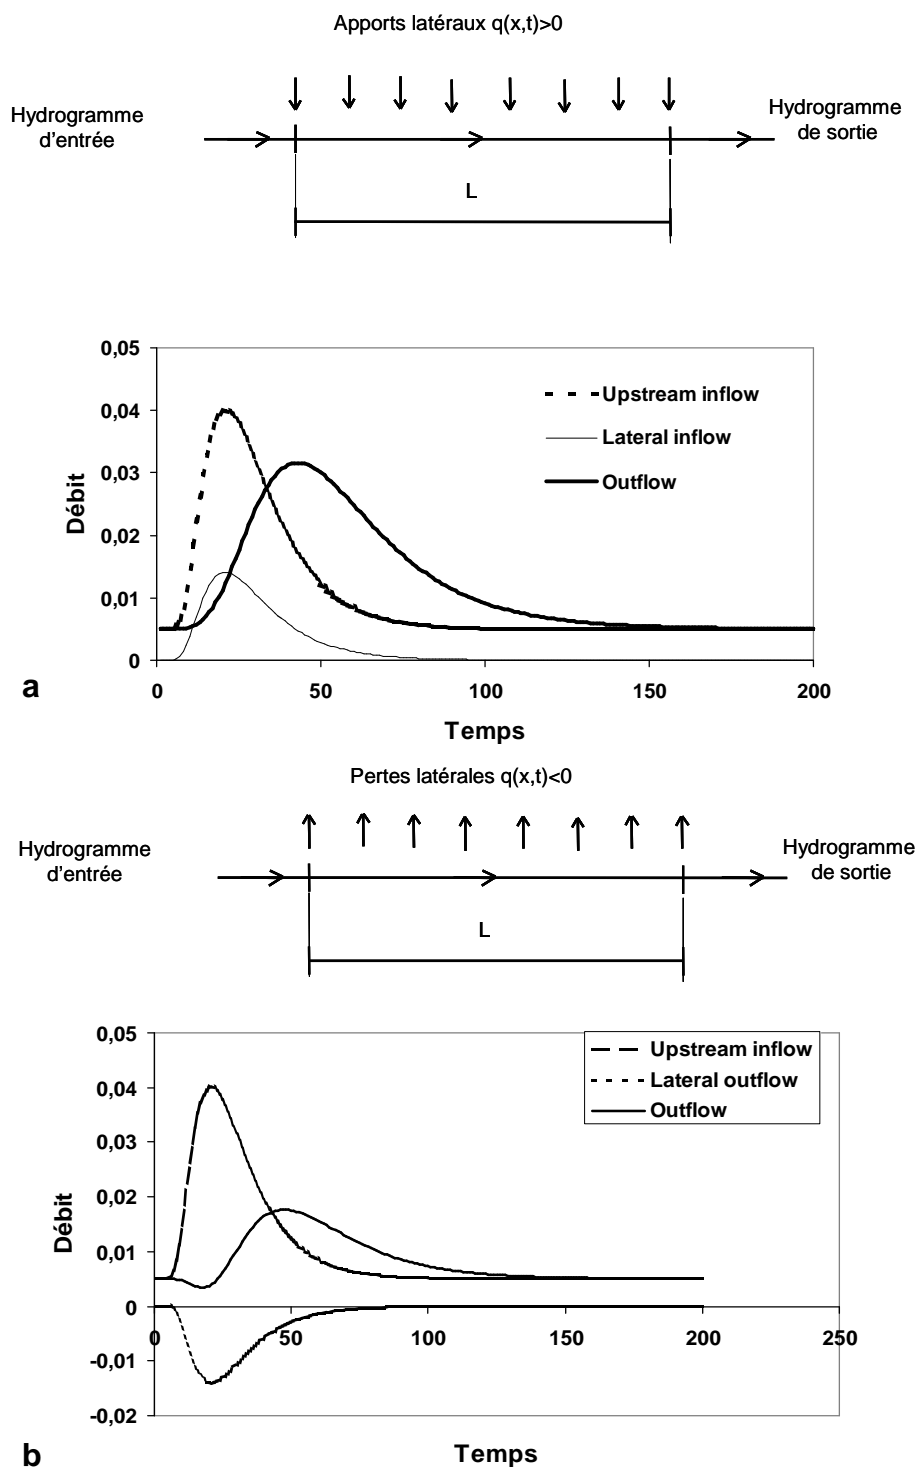 Apports latéraux q(x,t)>0
Hydrogramme
d'entrée
Hydrogramme
de sortie
L
0,05
0,04
0,03
0,02
0,01
0
Débit
Upstream inflow
Lateral inflow
Outflow
0
50
100
150
200
a
Temps
Pertes latérales q(x,t)<0
Hydrogramme
d'entrée
Hydrogramme
de sortie
L
0,05
0,04
0,03
0,02
0,01
0
-0,01
-0,02
Débit
Upstream inflow
Lateral outflow
Outflow
0
50
100
150
200
250
b
Temps